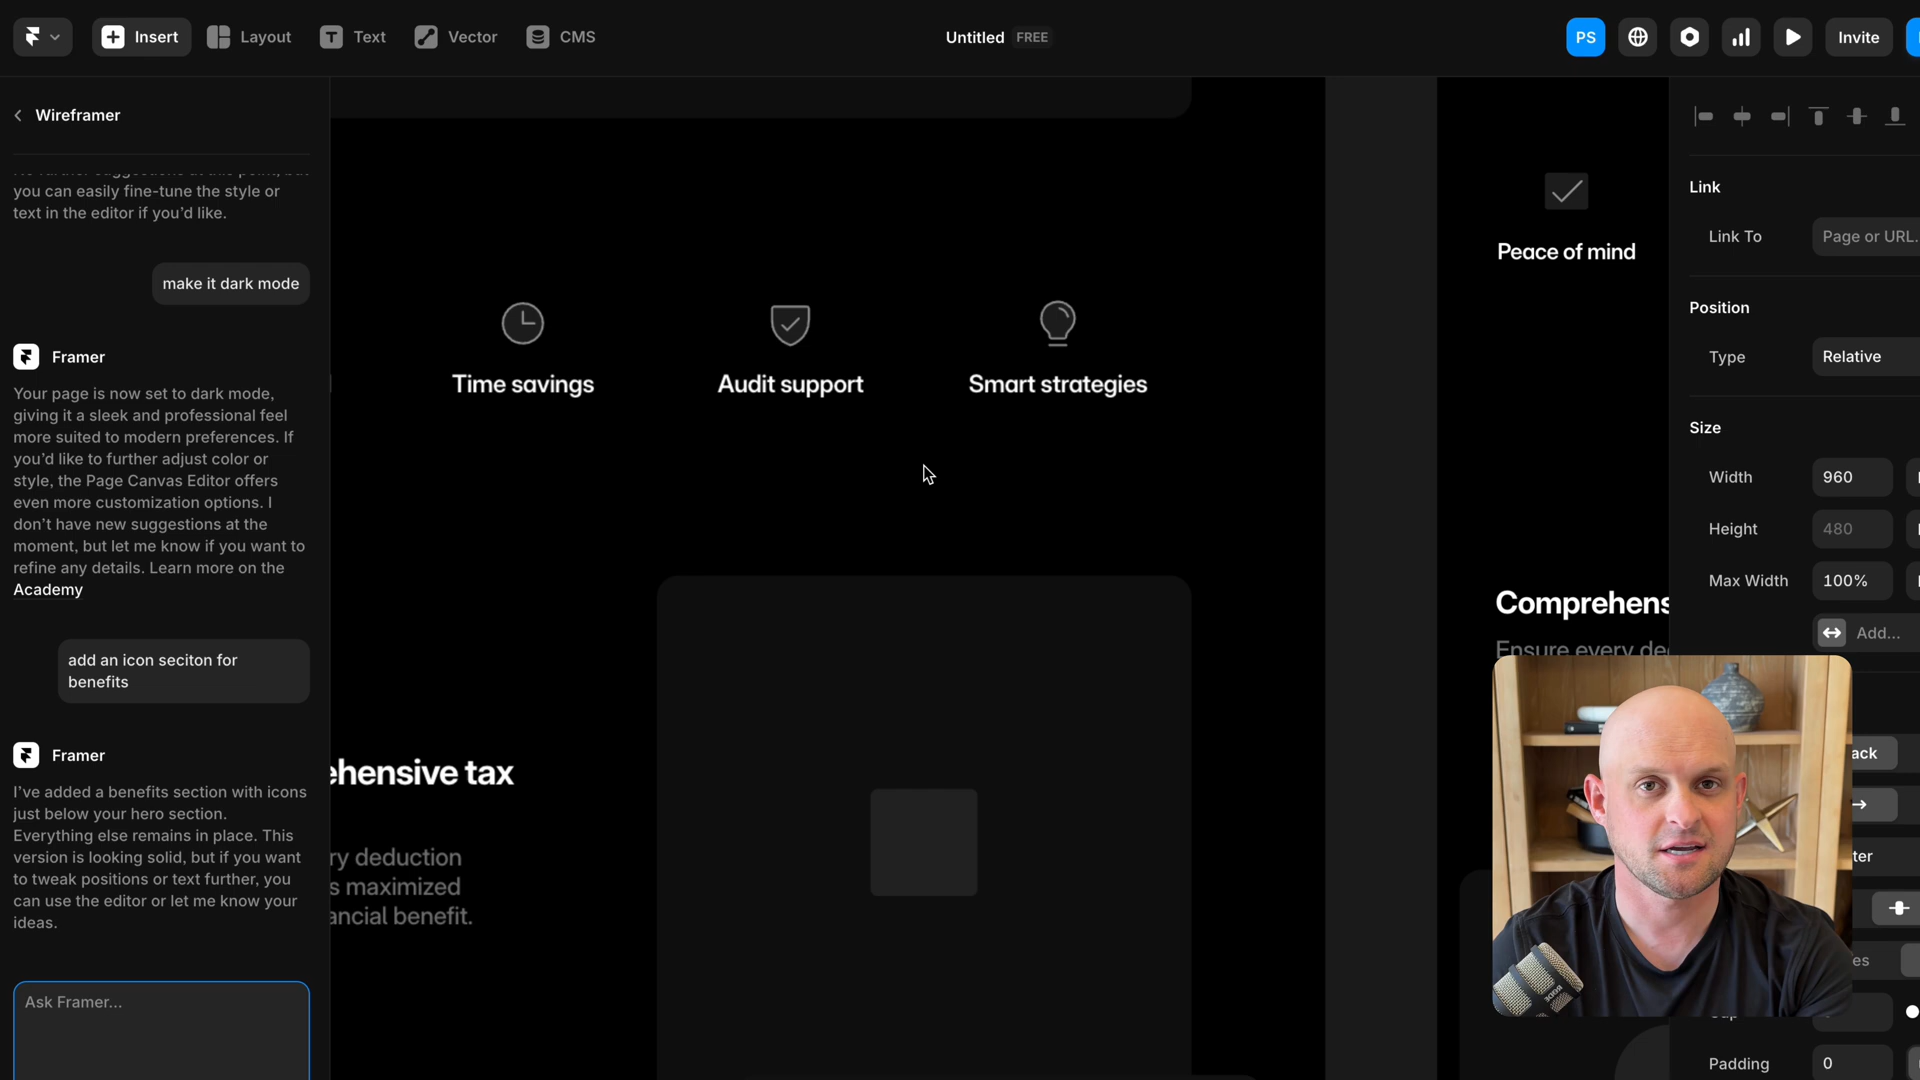 Insert
Layout
Text
Vector
CMS
Untitled FREE
PS
Invite
Wireframer
you can easily fine-tune the style or
text in the editor if you'd like.
make it dark mode
Framer
Your page is now set to dark mode,
giving it a sleek and professional feel
more suited to modern preferences. If
you'd like to further adjust color or
style, the Page Canvas Editor offers
even more customization options. I
don't have new suggestions at the
moment, but let me know if you want to
refine any details. Learn more on the
Academy
add an icon seciton for
benefits
Framer
I've added a benefits section with icons
just below your hero section.
Everything else remains in place. This
version is looking solid, but if you want
to tweak positions or text further, you
can use the editor or let me know your
ideas.
Ask Framer...
Time savings
Audit support
Smart strategies
ehensive tax
ry deduction
s maximized
ancial benefit.
Peace of mind
Comprehens
Ensure every de
Link
Link To
Page or URL.
Position
Type
Relative
Size
Width
960
Height
480
Max Width
100%
Add...
ack
ter
es
Padding
0
RODE